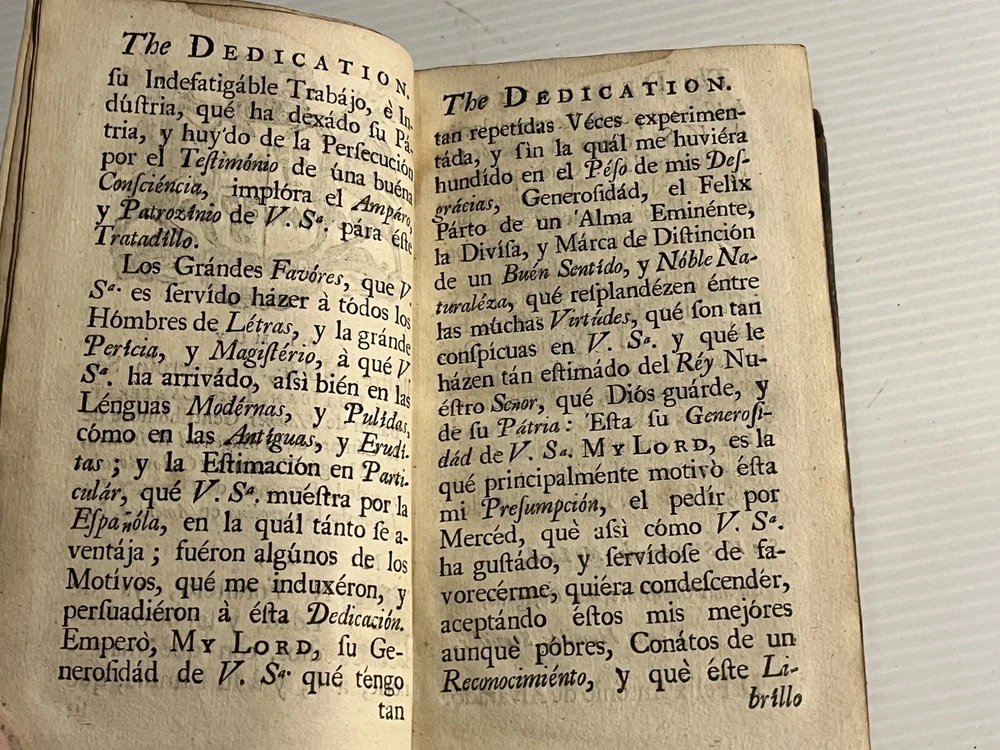 The DEDICATION.
ſu Indefatigáble Trabájo, è In-
dúſtria, qué ha dexádo ſu Pá-
tria, y huy'do de la Perſecución
por el Teſtimónio de úna buéna
Conſciéncia, implóra el Ampáro,
y Patrozínio de V. Sª. pára éſte
Tratadíllo.
Los Grándes Favóres, que V.
Sª. es ſervído házer à tódos los
Hómbres de Létras, y la gránde
Pericia, y Magiſtério, à qué V.
Sª. ha arrivádo, aſsi bién en las
Lénguas Modérnas, y Pulídas,
cómo en las Antíguas, y Erudí-
tas; y la Eſtimación en Parti-
culár, qué V. Sª. muéſtra por la
Eſpañóla, en la quál tánto ſe a-
ventája; fuéron algúnos de los
Motívos, qué me induxéron, y
perſuadiéron à éſta Dedicación.
Emperò, MY LORD, ſu Ge-
neroſidád de V. Sª. qué téngo
tan
The DEDICATION.
tan repetídas Véces experimen-
táda, y ſin la quál me huviéra
hundído en el Péſo de mis Deſ-
grácias, Generoſidád, el Felix
Párto de un 'Alma Eminénte,
la Divíſa, y Márca de Diſtinción
de un Buén Sentído, y Nóble Na-
turaléza, qué reſplandézen éntre
las múchas Virtúdes, qué ſon tan
conſpícuas en V. Sª. y qué le
házen tán eſtimádo del Réy Nu-
éſtro Señor, qué Diós guárde, y
de ſu Pátria: 'Eſta ſu Generoſi-
dád de V. Sª. MY LORD, es la
qué principalménte motivò éſta
mi Preſumpción, el pedír por
Mercéd, què aſsì cómo V. Sª.
ha guſtádo, y ſervídoſe de fa-
vorecérme, quiéra condeſcendér,
aceptándo éſtos mis mejóres
aunquè póbres, Conátos de un
Reconocimiénto, y què éſte Li-
bríllo